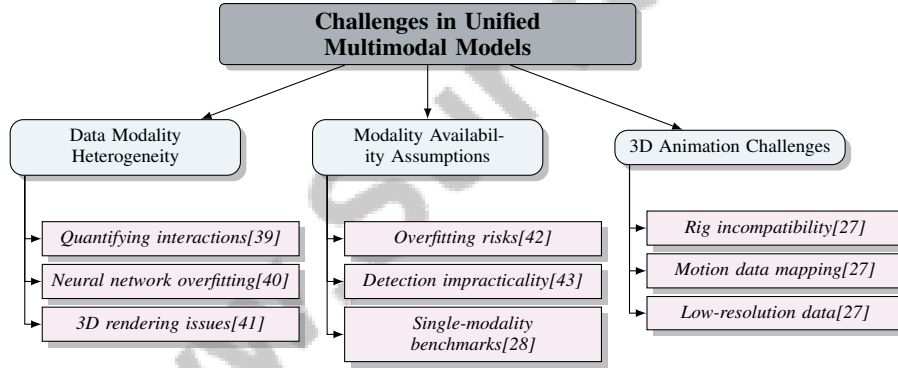 Challenges in Unified
Multimodal Models
Data Modality
Heterogeneity
Quantifying interactions[39]
Neural network overfitting[40]
3D rendering issues[41]
Modality Availabil-
ity Assumptions
Overfitting risks[42]
Detection impracticality[43]
Single-modality
benchmarks[28]
3D Animation Challenges
Rig incompatibility[27]
Motion data mapping[27]
Low-resolution data[27]